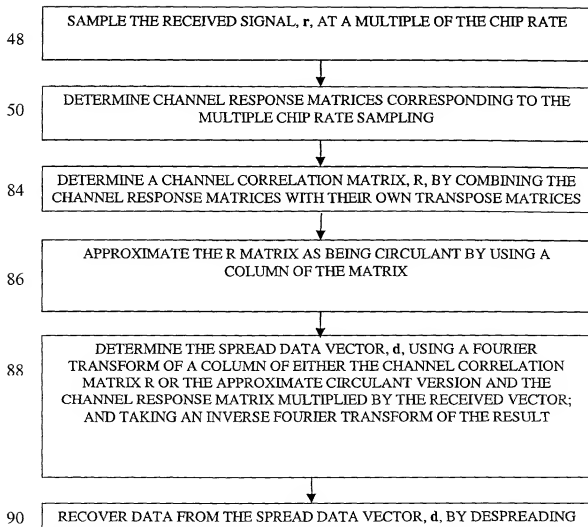 SAMPLE THE RECEIVED SIGNAL, r, AT A MULTIPLE OF THE CHIP RATE
48
DETERMINE CHANNEL RESPONSE MATRICES CORRESPONDING TO THE
50
MULTIPLE CHIP RATE SAMPLING
DETERMINE A CHANNEL CORRELATION MATRIX, R, BY COMBINING THE
84
CHANNEL RESPONSE MATRICES WITH THEIR OWN TRANSPOSE MATRICES
APPROXIMATE THE R MATRIX AS BEING CIRCULANT BY USING A
COLUMN OF THE MATRIX
86
DETERMINE THE SPREAD DATA VECTOR, d, USING A FOURIER
88
TRANSFORM OF A COLUMN OF EITHER THE CHANNEL CORRELATION
MATRIX R OR THE APPROXIMATE CIRCULANT VERSION AND THE
CHANNEL RESPONSE MATRIX MULTIPLIED BY THE RECEIVED VECTOR;
AND TAKING AN INVERSE FOURIER TRANSFORM OF THE RESULT
90 RECOVER DATA FROM THE SPREAD DATA VECTOR, d, BY DESPREADING